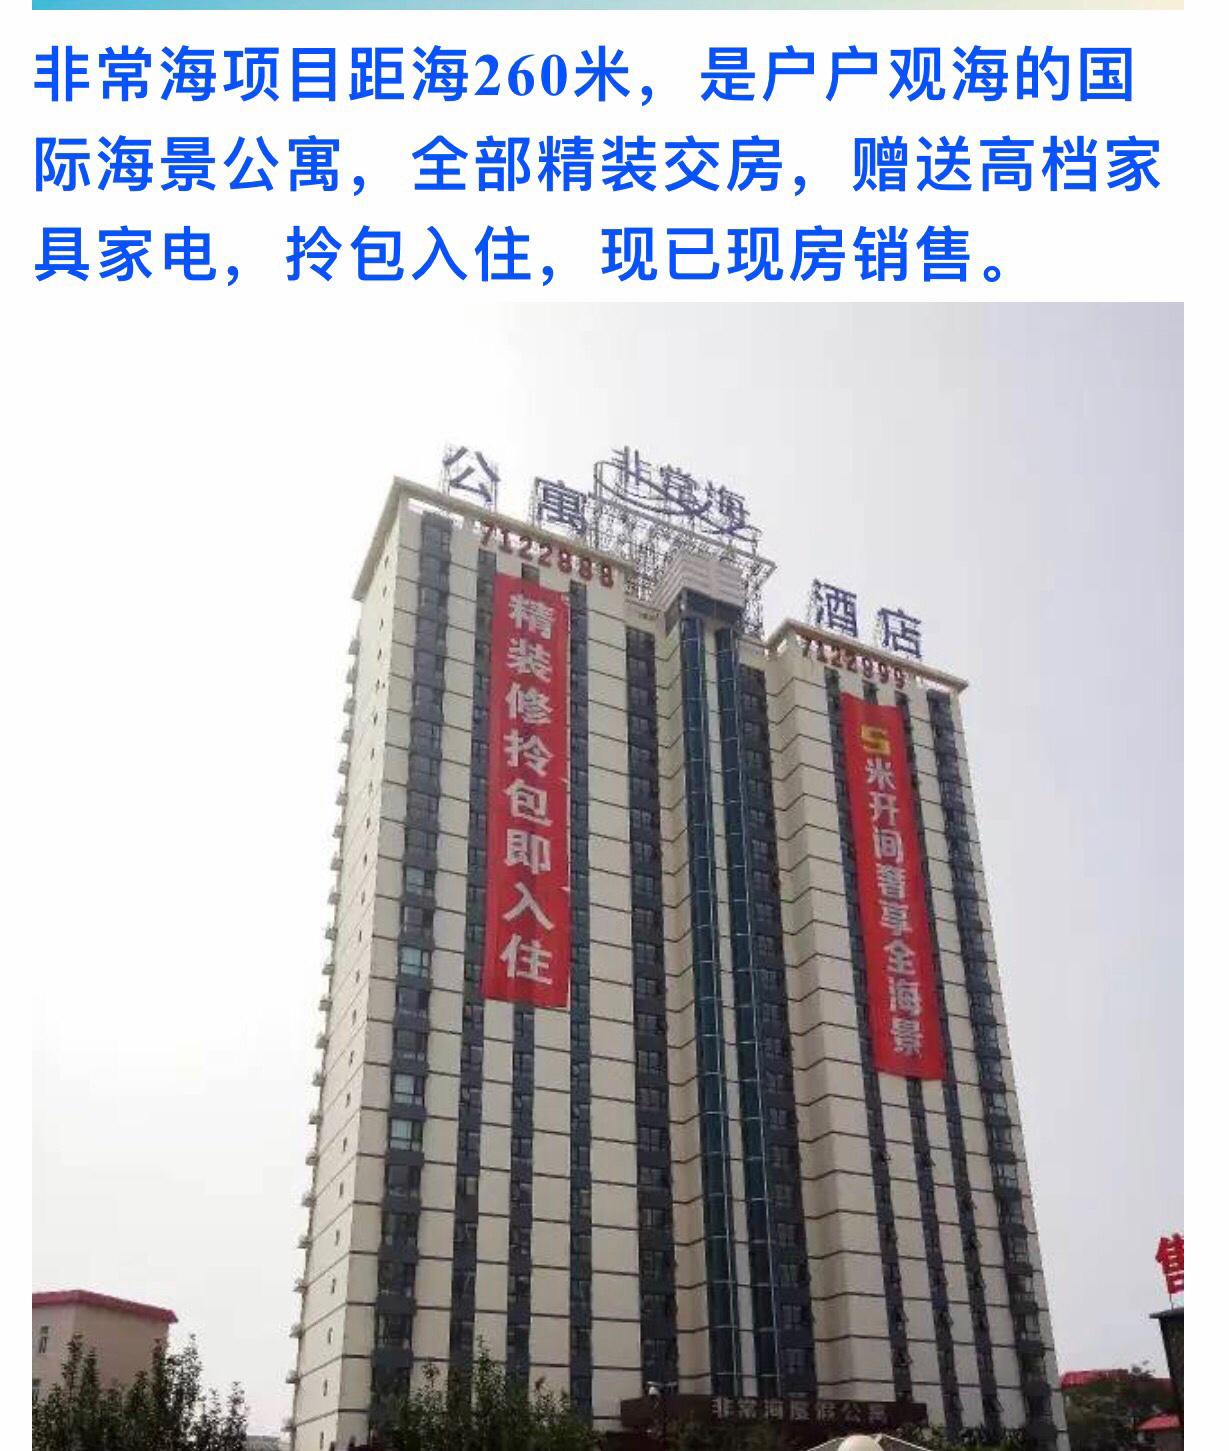 非常海项目距海260米，是户户观海的国
际海景公寓，全部精装交房，赠送高档家
具家电，拎包入住，现已现房销售。
公寓
非常海
酒店
7122888
7122999
精装修拎包即入住
5米开间奢享全海景
售
非常海度假公寓